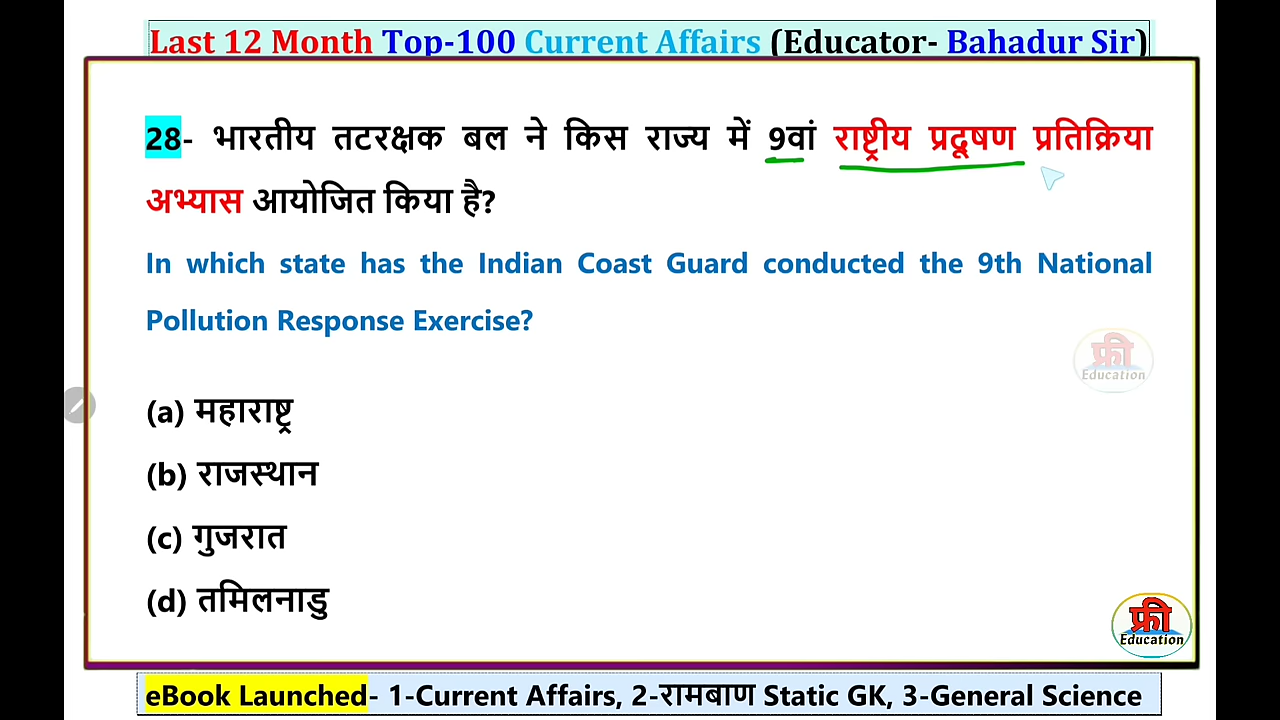 Last 12 Month Top-100 Current Affairs (Educator- Bahadur Sir)
28- भारतीय तटरक्षक बल ने किस राज्य में 9वां राष्ट्रीय प्रदूषण प्रतिक्रिया
अभ्यास आयोजित किया है?
In which state has the Indian Coast Guard conducted the 9th National
Pollution Response Exercise?
फ्री
Education
(a) महाराष्ट्र
(b) राजस्थान
(c) गुजरात
(d) तमिलनाडु
फ्री
Education
eBook Launched- 1-Current Affairs, 2-रामबाण Static GK, 3-General Science